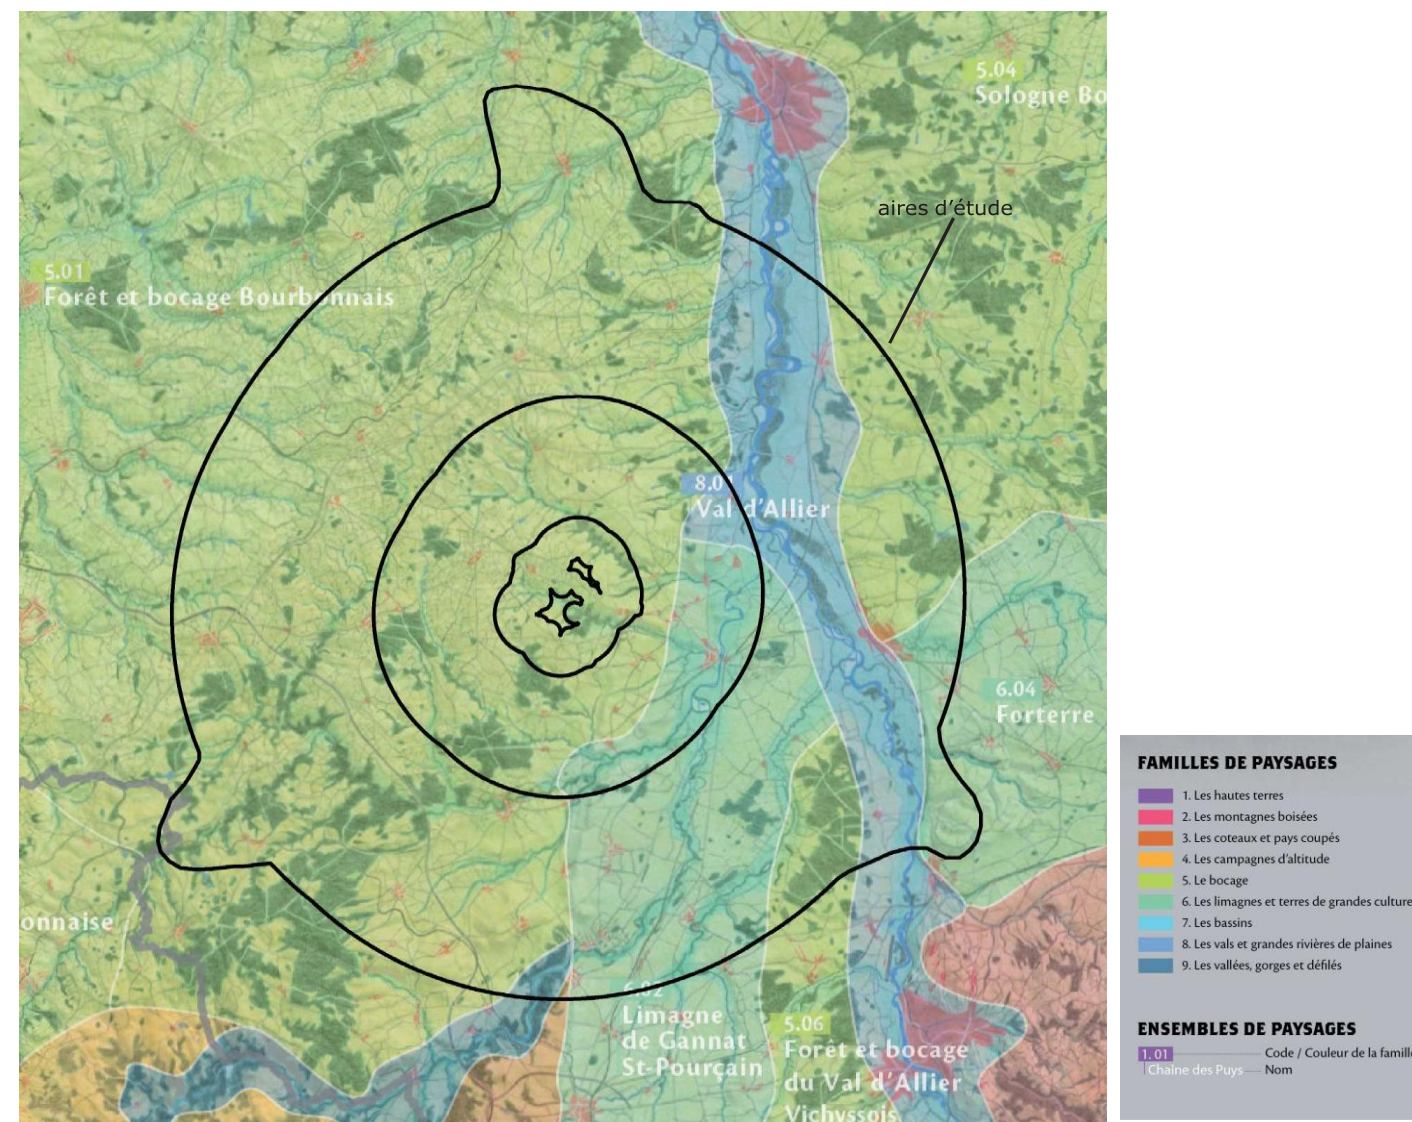 5.04
Sologne Bo
aires d'étude
5.01
Forêt et bocage Bourbonnais
8.01
Val d'Allier
6.04
Forterre
onnaise
6.02
Limagne
de Gannat
St-Pourçain
5.06
Forêt et bocage
du Val d'Allier
Vichyssois
FAMILLES DE PAYSAGES
1. Les hautes terres
2. Les montagnes boisées
3. Les coteaux et pays coupés
4. Les campagnes d'altitude
5. Le bocage
6. Les limagnes et terres de grandes culture
7. Les bassins
8. Les vals et grandes rivières de plaines
9. Les vallées, gorges et défilés
ENSEMBLES DE PAYSAGES
1. 01 Code / Couleur de la famill
Chaîne des Puys Nom